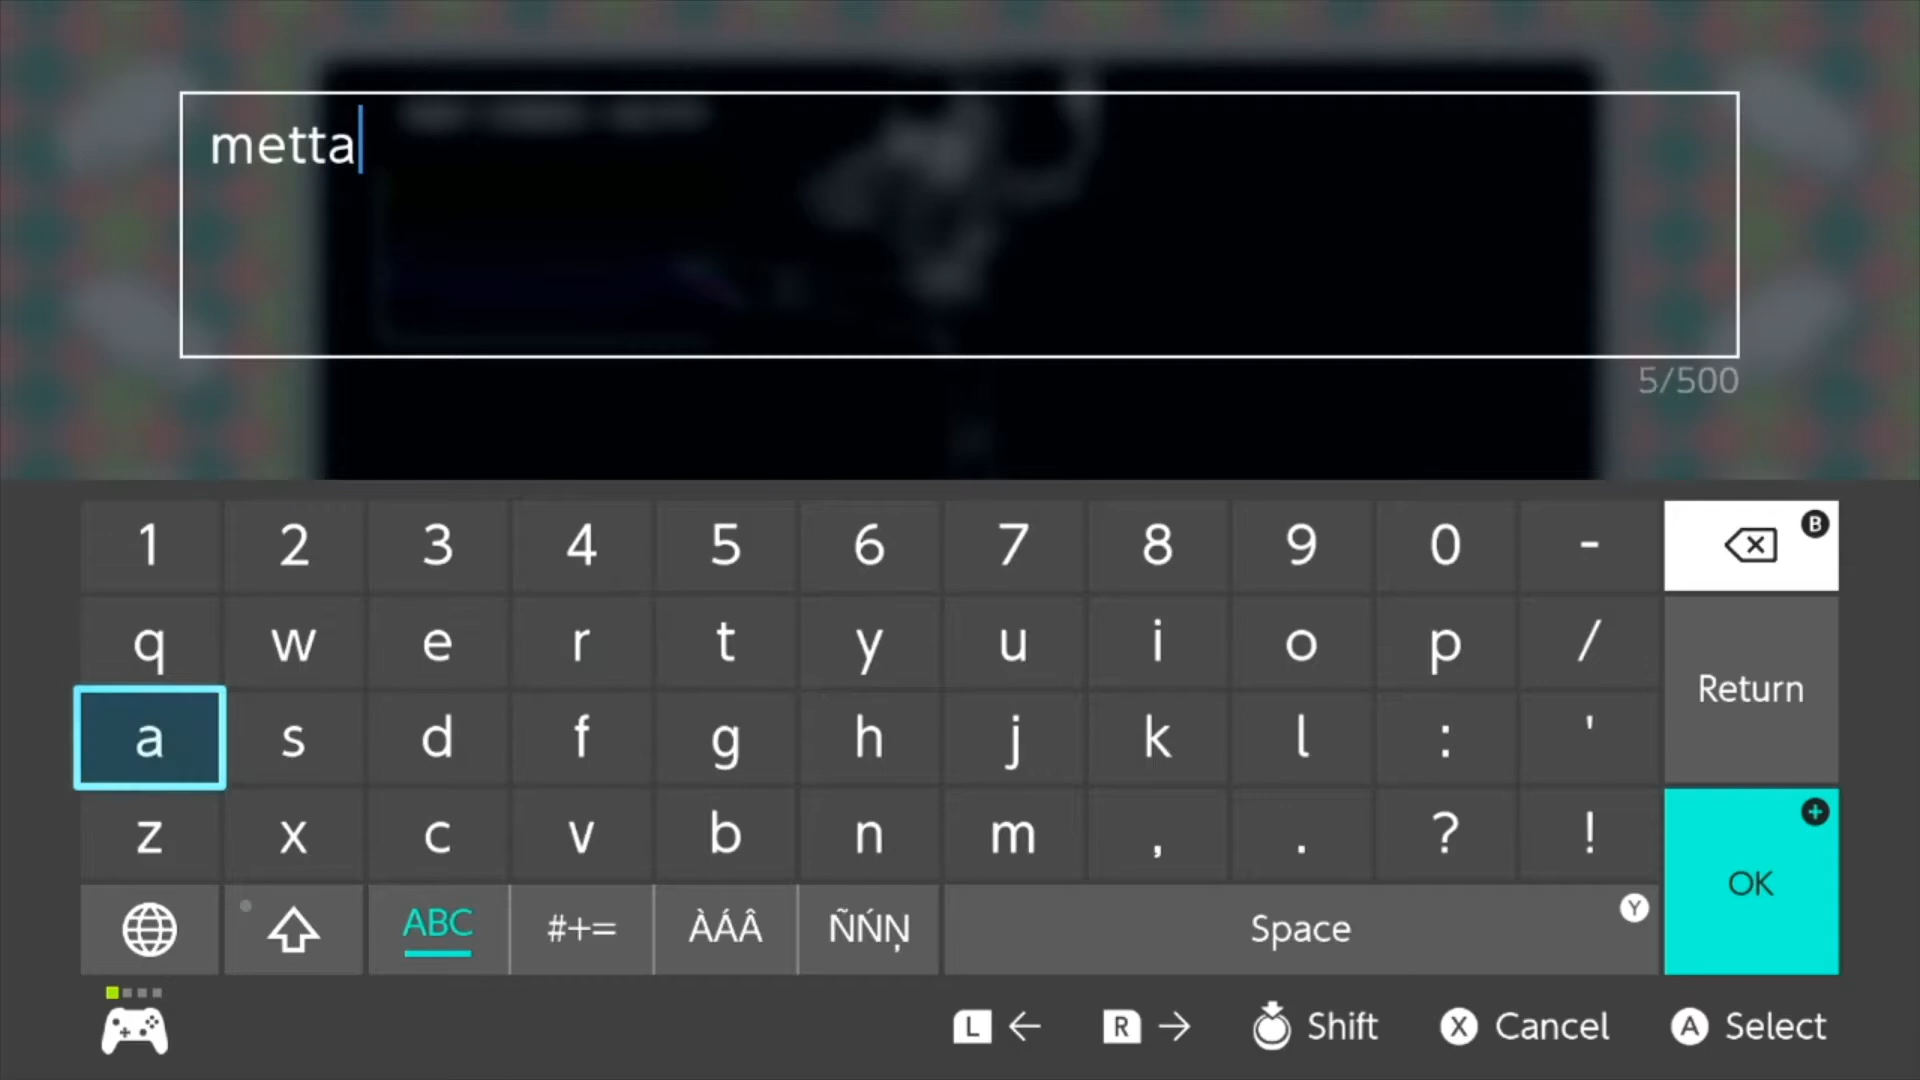 metta
5/500
1 2 3 4 5 6 7 8 9 0 - B
q w e r t y u i o p /
Return
a s d f g h j k l : '
z x c v b n m , . ? ! +
OK
ABC #+= ÀÁÂ ÑŃŅ Space Y
L ← R → Shift X Cancel A Select